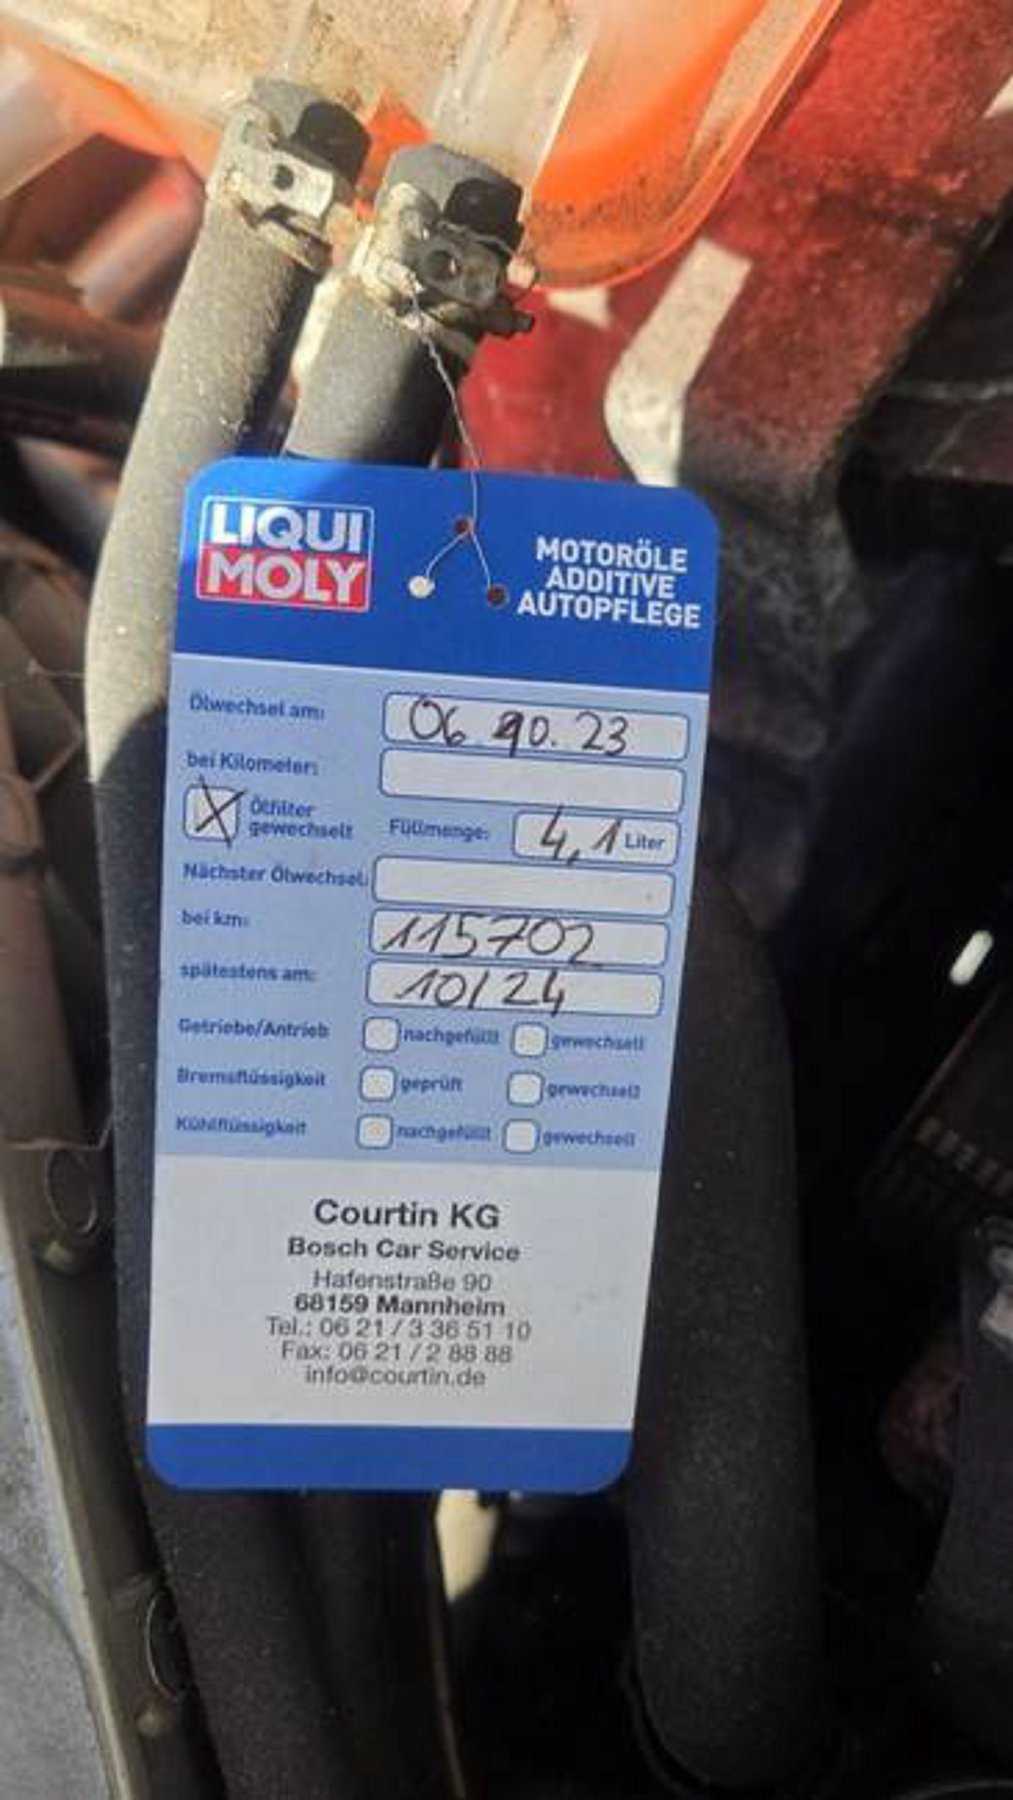 LIQUI
MOLY
MOTORÖLE
ADDITIVE
AUTOPFLEGE
Ölwechsel am: 06.10.23
bei Kilometer:
X Ölfilter
gewechselt Füllmenge: 4,1 Liter
Nächster Ölwechsel:
bei km: 115702
spätestens am: 10/24
Getriebe/Antrieb nachgefüllt gewechselt
Bremsflüssigkeit geprüft gewechselt
Kühlflüssigkeit nachgefüllt gewechselt
Courtin KG
Bosch Car Service
Hafenstraße 90
68159 Mannheim
Tel.: 06 21 / 3 36 51 10
Fax: 06 21 / 2 88 88
info@courtin.de